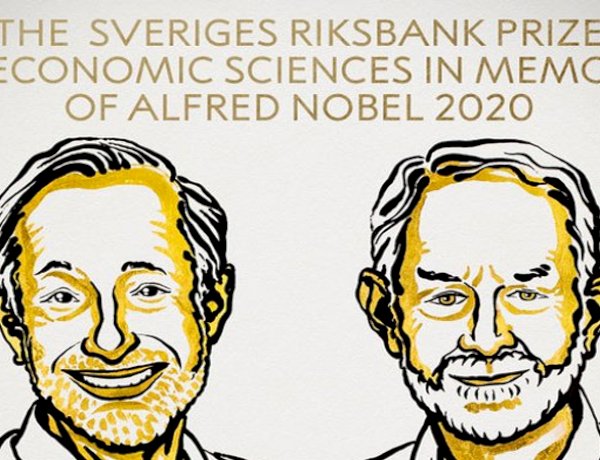 THE SVERIGES RIKSBANK PRIZE
ECONOMIC SCIENCES IN MEMO
OF ALFRED NOBEL 2020